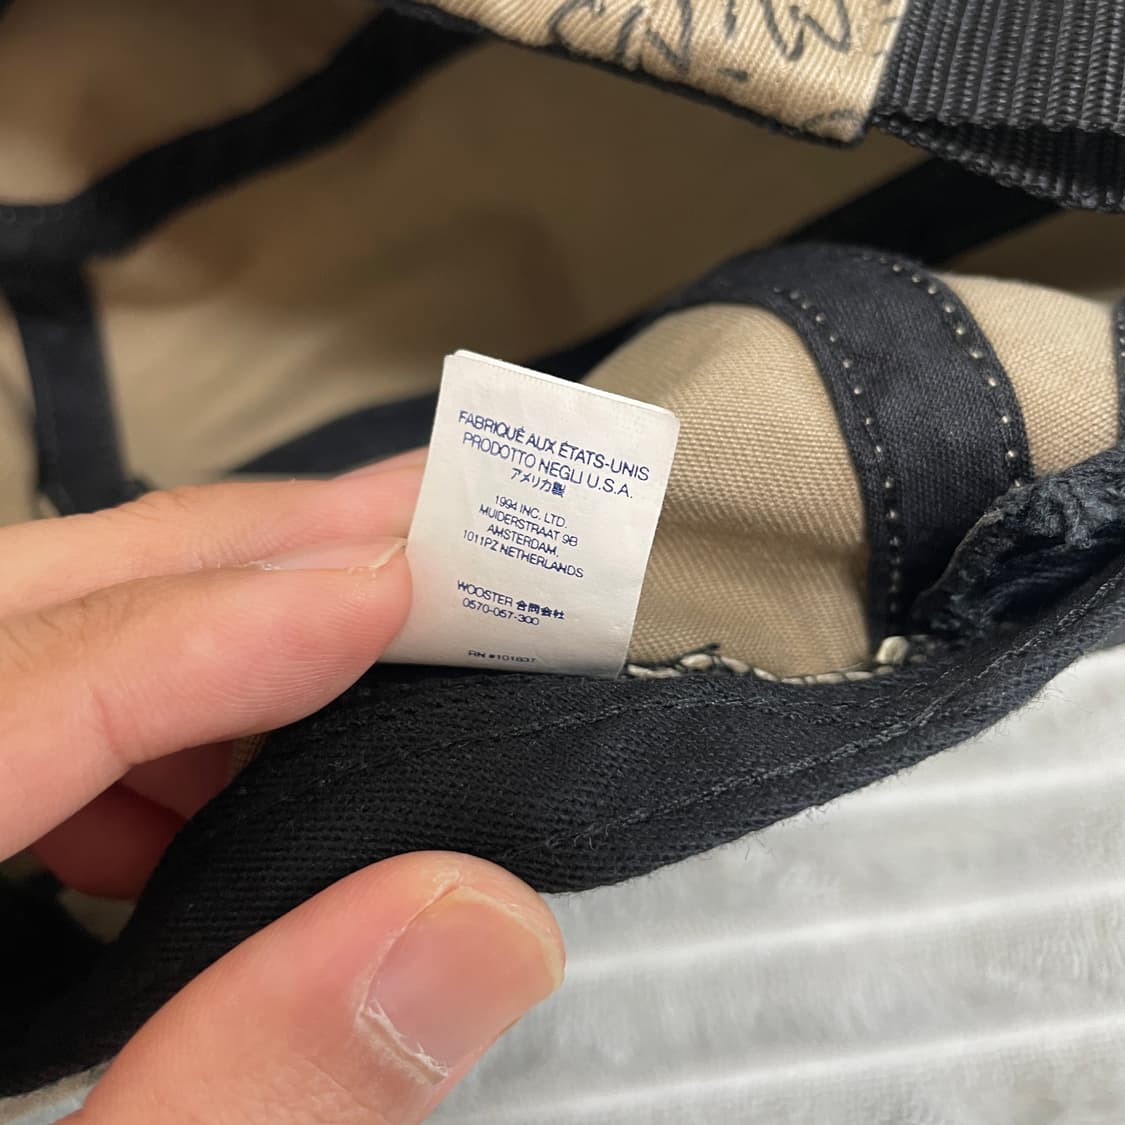 FABRIQUÉ AUX ÉTATS-UNIS
PRODOTTO NEGLI U.S.A.
アメリカ製
1994 INC. LTD.
MUIDERSTRAAT 9B
AMSTERDAM,
1011PZ NETHERLANDS
WOOSTER 合同会社
0570-067-300
RN #101837